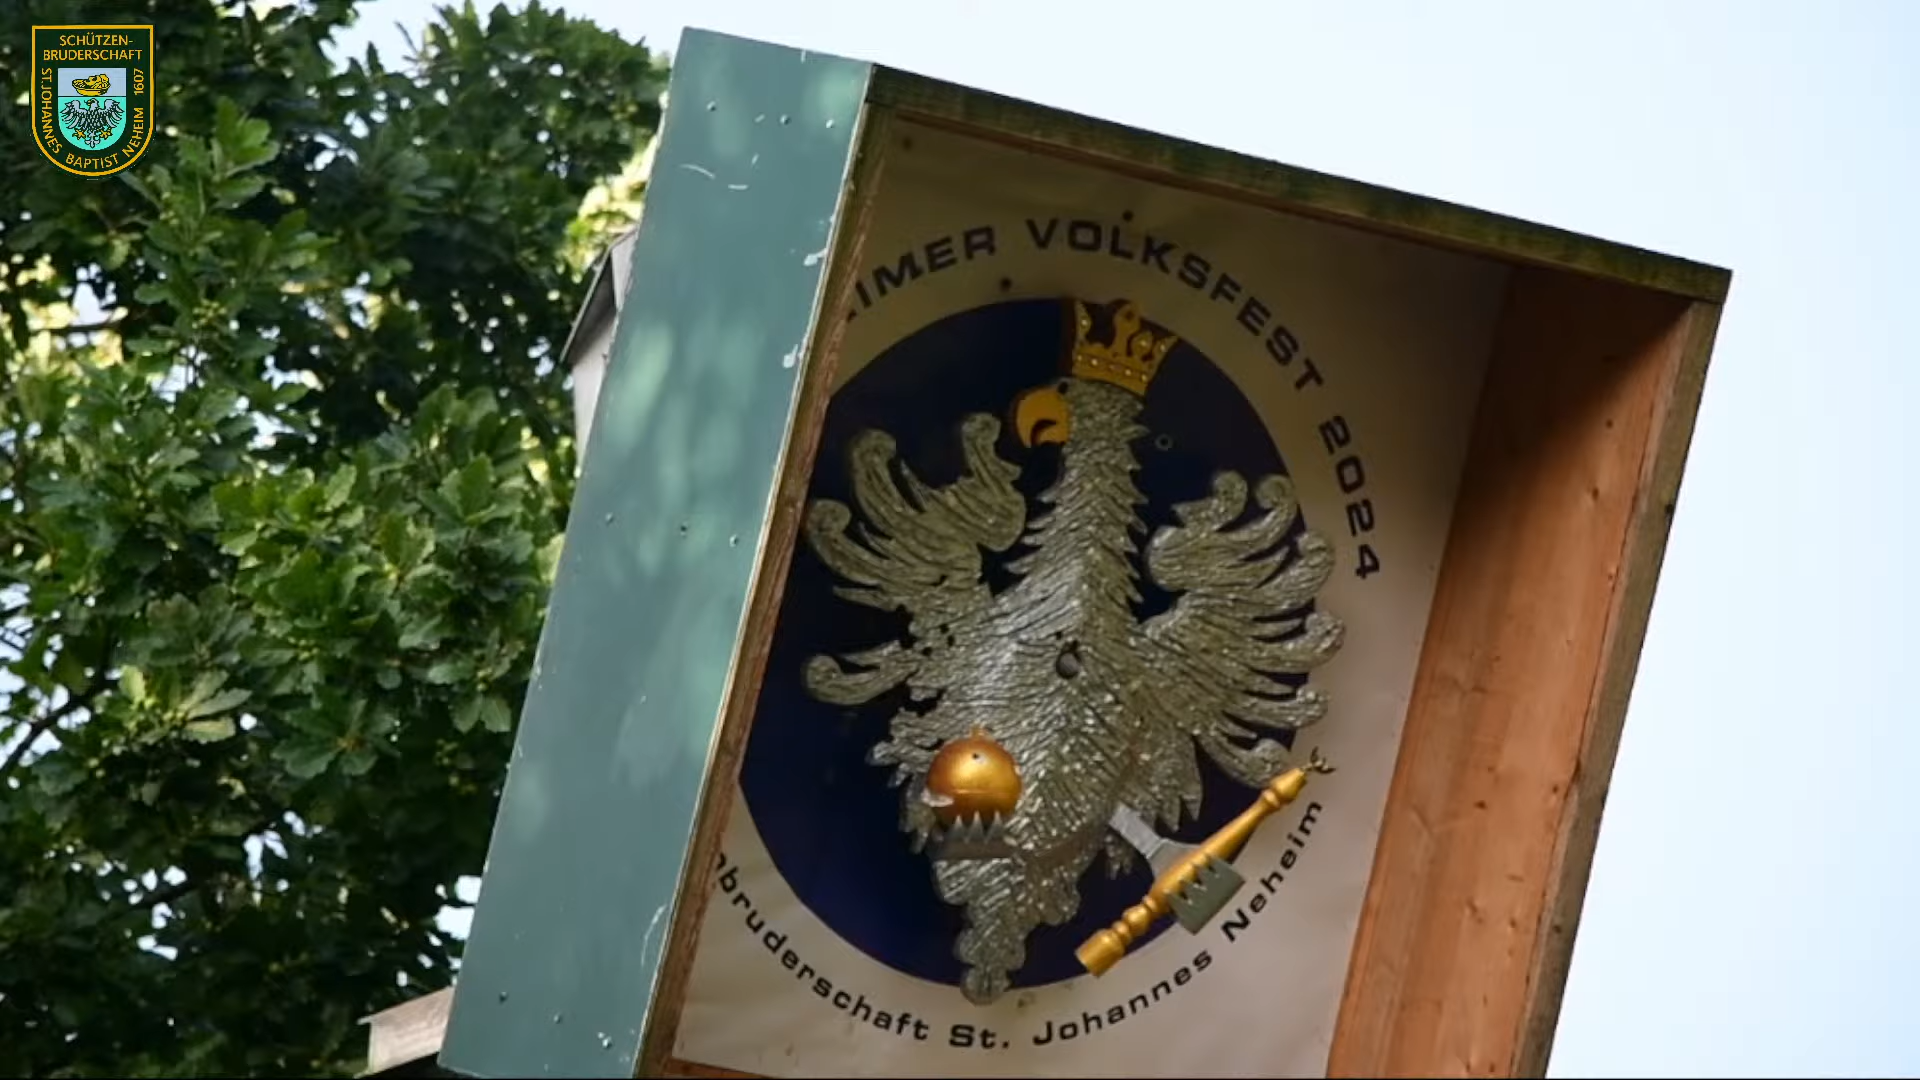 SCHÜTZEN-
BRUDERSCHAFT
ST. JOHANNES BAPTIST NEHEIM 1607
IMER VOLKSFEST 2024
bruderschaft St. Johannes Neheim